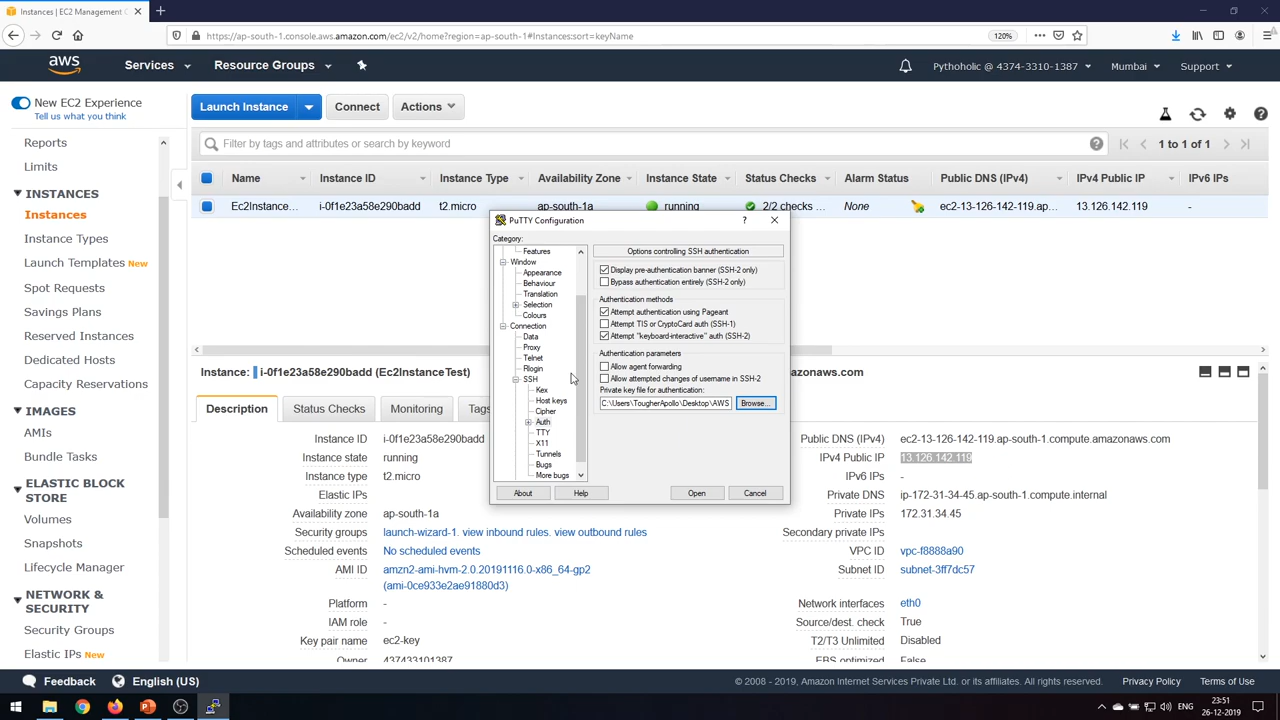 Instances | EC2 Management C
https://ap-south-1.console.aws.amazon.com/ec2/v2/home?region=ap-south-1#Instances:sort=keyName
120%
aws
Services
Resource Groups
Pythoholic @ 4374-3310-1387
Mumbai
Support
New EC2 Experience
Tell us what you think
Reports
Limits
INSTANCES
Instances
Instance Types
Launch Templates New
Spot Requests
Savings Plans
Reserved Instances
Dedicated Hosts
Capacity Reservations
IMAGES
AMIs
Bundle Tasks
ELASTIC BLOCK
STORE
Volumes
Snapshots
Lifecycle Manager
NETWORK &
SECURITY
Security Groups
Elastic IPs New
Launch Instance
Connect
Actions
Filter by tags and attributes or search by keyword
1 to 1 of 1
Name Instance ID Instance Type Availability Zone Instance State Status Checks Alarm Status Public DNS (IPv4) IPv4 Public IP IPv6 IPs
Ec2Instance... i-0f1e23a58e290badd t2.micro ap-south-1a running 2/2 checks ... None ec2-13-126-142-119.ap... 13.126.142.119 -
PuTTY Configuration
? 
Category:
Features
Window
Appearance
Behaviour
Translation
Selection
Colours
Connection
Data
Proxy
Telnet
Rlogin
SSH
Kex
Host keys
Cipher
Auth
TTY
X11
Tunnels
Bugs
More bugs
Options controlling SSH authentication
Display pre-authentication banner (SSH-2 only)
Bypass authentication entirely (SSH-2 only)
Authentication methods
Attempt authentication using Pageant
Attempt TIS or CryptoCard auth (SSH-1)
Attempt "keyboard-interactive" auth (SSH-2)
Authentication parameters
Allow agent forwarding
Allow attempted changes of username in SSH-2
Private key file for authentication:
C:\Users\TougherApollo\Desktop\AWS
Browse...
About
Help
Open
Cancel
Instance: i-0f1e23a58e290badd (Ec2InstanceTest)
azonaws.com
Description
Status Checks
Monitoring
Tags
Instance ID i-0f1e23a58e290badd
Instance state running
Instance type t2.micro
Elastic IPs
Availability zone ap-south-1a
Security groups launch-wizard-1. view inbound rules. view outbound rules
Scheduled events No scheduled events
AMI ID amzn2-ami-hvm-2.0.20191116.0-x86_64-gp2
(ami-0ce933e2ae91880d3)
Platform -
IAM role -
Key pair name ec2-key
Owner 437433101387
Public DNS (IPv4) ec2-13-126-142-119.ap-south-1.compute.amazonaws.com
IPv4 Public IP 13.126.142.119
IPv6 IPs -
Private DNS ip-172-31-34-45.ap-south-1.compute.internal
Private IPs 172.31.34.45
Secondary private IPs
VPC ID vpc-f8888a90
Subnet ID subnet-3ff7dc57
Network interfaces eth0
Source/dest. check True
T2/T3 Unlimited Disabled
EBS optimized False
Feedback
English (US)
© 2008 - 2019, Amazon Internet Services Private Ltd. or its affiliates. All rights reserved.
Privacy Policy
Terms of Use
ENG
23:51
26-12-2019